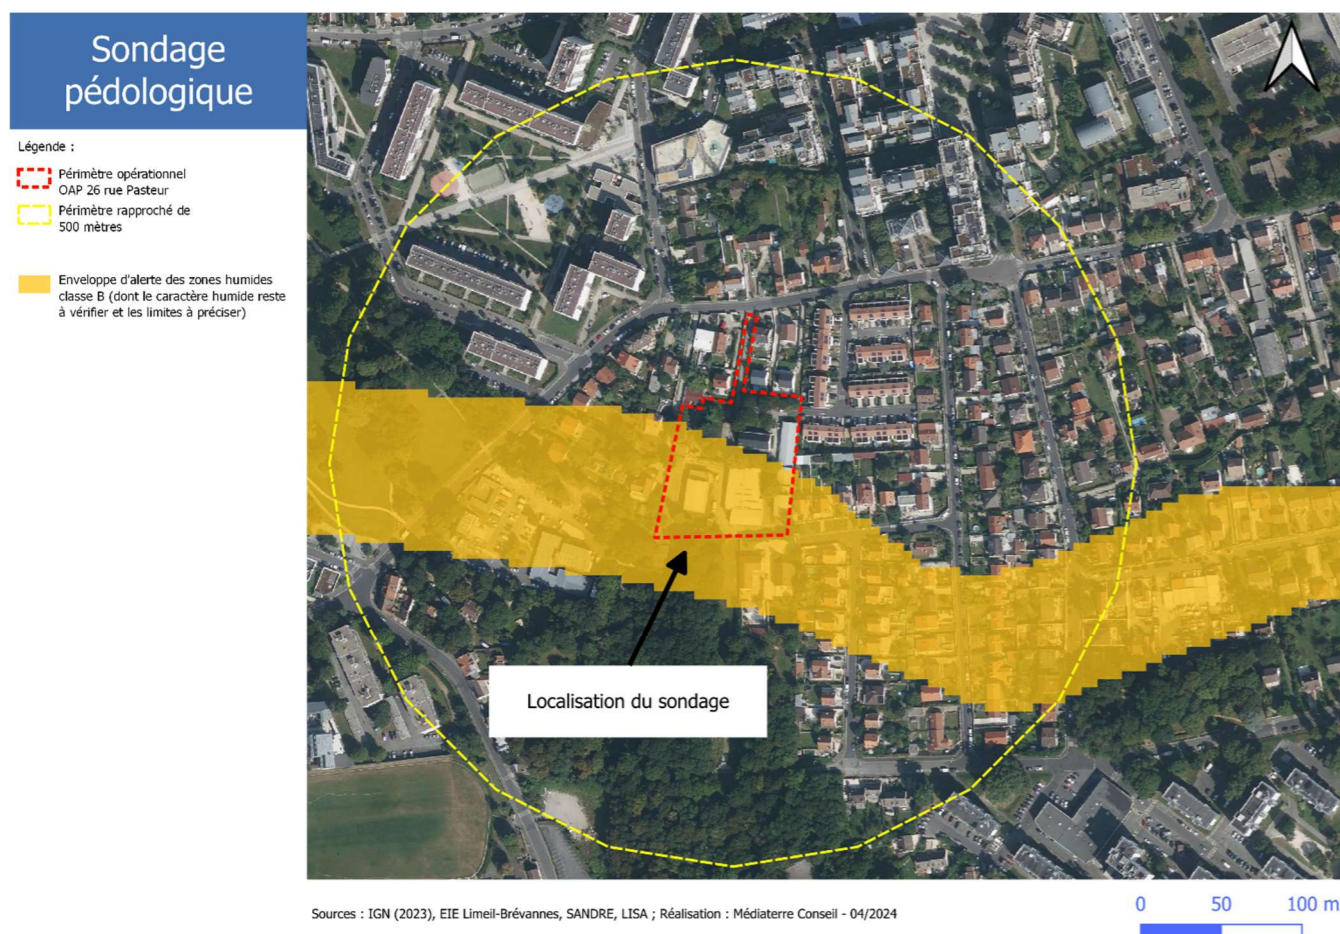 Sondage
pédologique
Légende :
Périmètre opérationnel
OAP 26 rue Pasteur
Périmètre rapproché de
500 mètres
Enveloppe d'alerte des zones humides
classe B (dont le caractère humide reste
à vérifier et les limites à préciser)
Localisation du sondage
Sources : IGN (2023), EIE Limeil-Brévannes, SANDRE, LISA ; Réalisation : Médiaterre Conseil - 04/2024
0 50 100 m